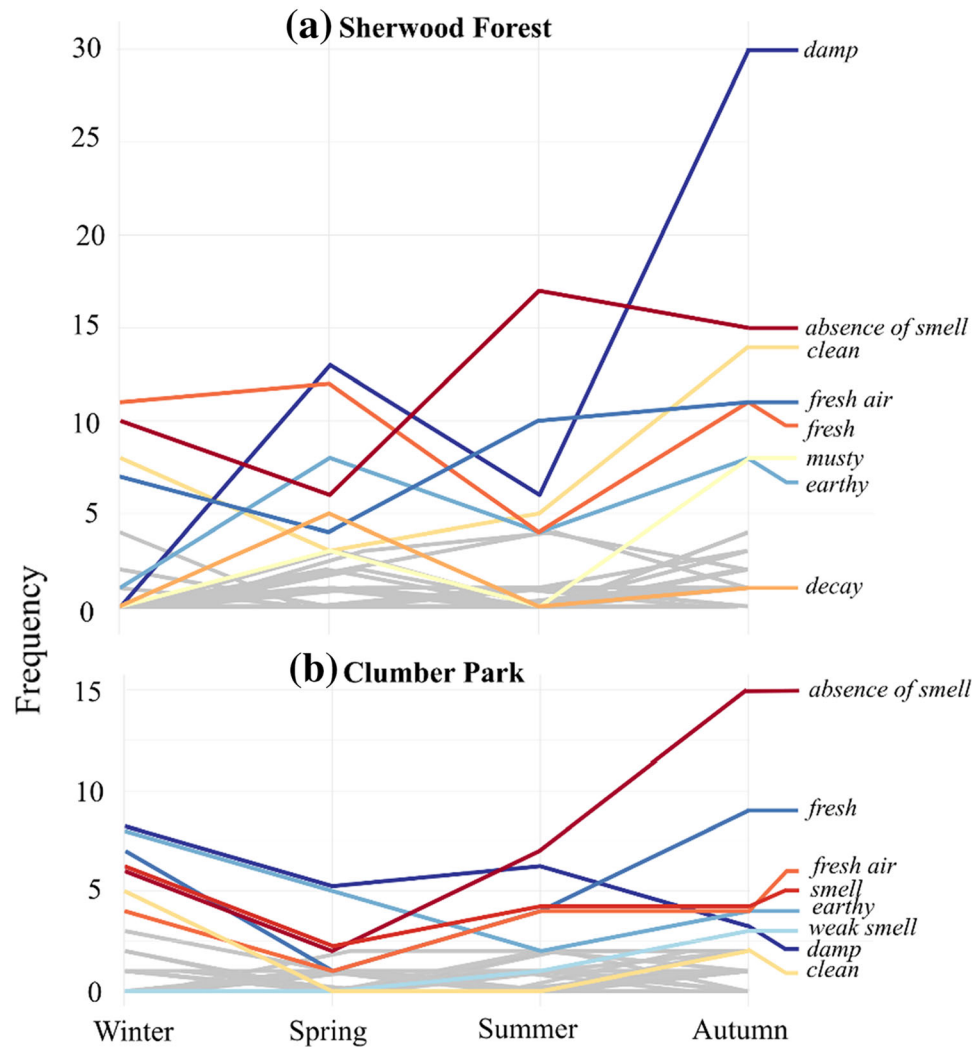 (a) Sherwood Forest
30
25
20
15
10
5
0
damp
absence of smell
clean
fresh air
fresh
musty
earthy
decay
Frequency
(b) Clumber Park
15
10
5
0
absence of smell
fresh
fresh air
smell
earthy
weak smell
damp
clean
Winter Spring Summer Autumn